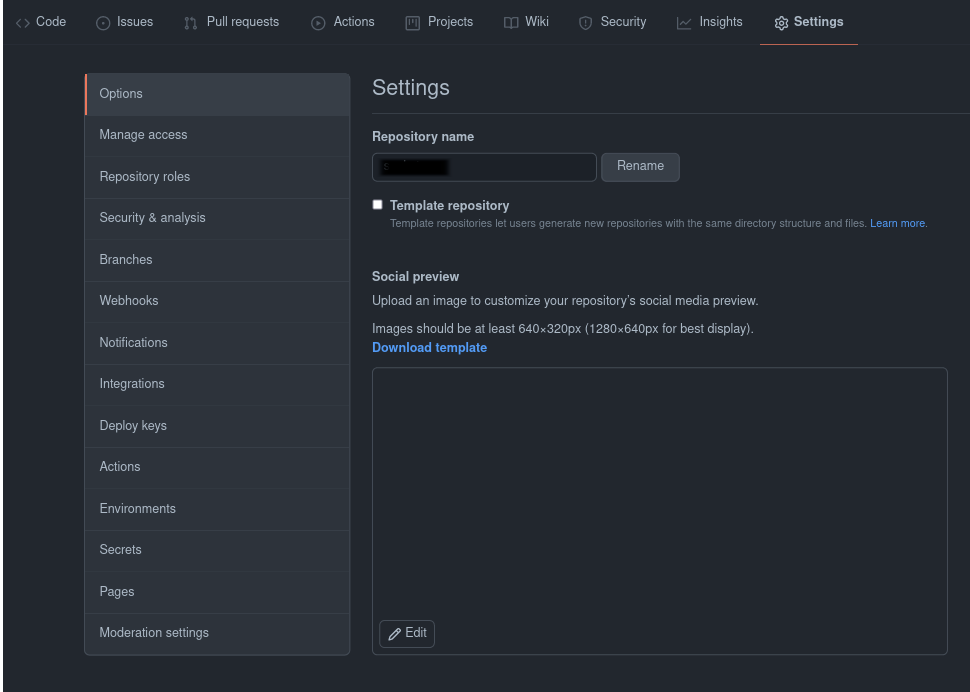 Code Issues Pull requests Actions Projects Wiki Security Insights Settings
Options
Manage access
Repository roles
Security & analysis
Branches
Webhooks
Notifications
Integrations
Deploy keys
Actions
Environments
Secrets
Pages
Moderation settings
Settings
Repository name
Rename
Template repository
Template repositories let users generate new repositories with the same directory structure and files. Learn more.
Social preview
Upload an image to customize your repository's social media preview.
Images should be at least 640×320px (1280×640px for best display).
Download template
Edit